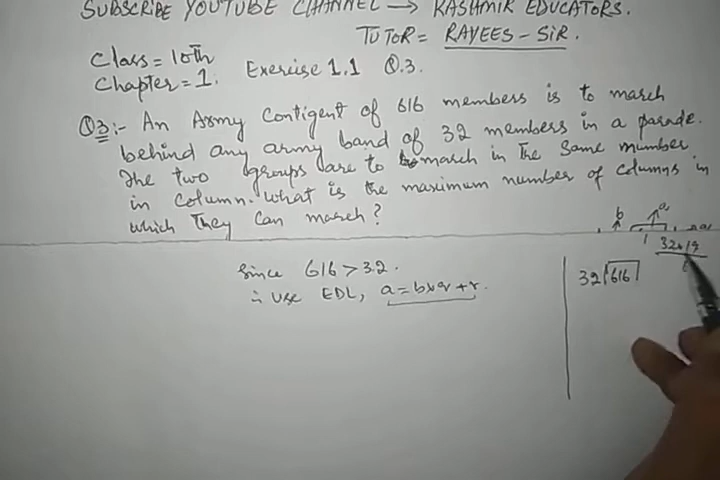 SUBSCRIBE YOUTUBE CHANNEL → KASHMIR EDUCATORS.
TUTOR = RAYEES - SIR.
Class = 10th
Chapter = 1. Exercise 1.1 Q.3.
Q3:- An Army Contigent of 616 members is to march
behind any army band of 32 members in a parade.
The two groups are to march in the same number
in column. What is the maximum number of columns in
which they can march?
Since 616 > 32.
∴ use EDL, a = b×q + r.
b
32×19
32)616